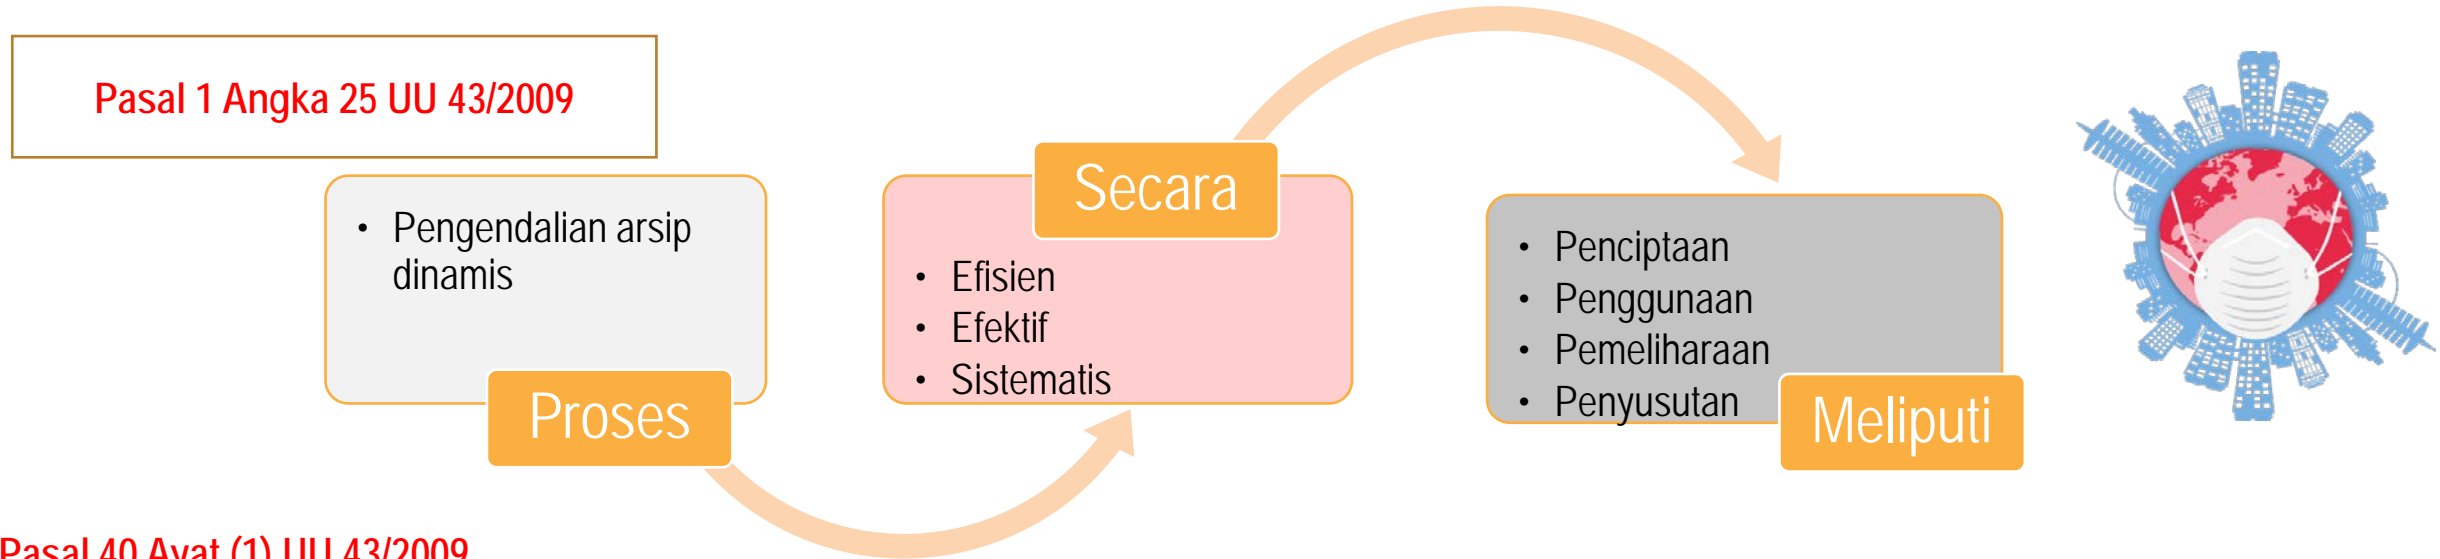 Pasal 1 Angka 25 UU 43/2009
• Pengendalian arsip
dinamis
Proses
Secara
• Efisien
• Efektif
• Sistematis
• Penciptaan
• Penggunaan
• Pemeliharaan
• Penyusutan
Meliputi
Pasal 40 Ayat (1) UU 43/2009